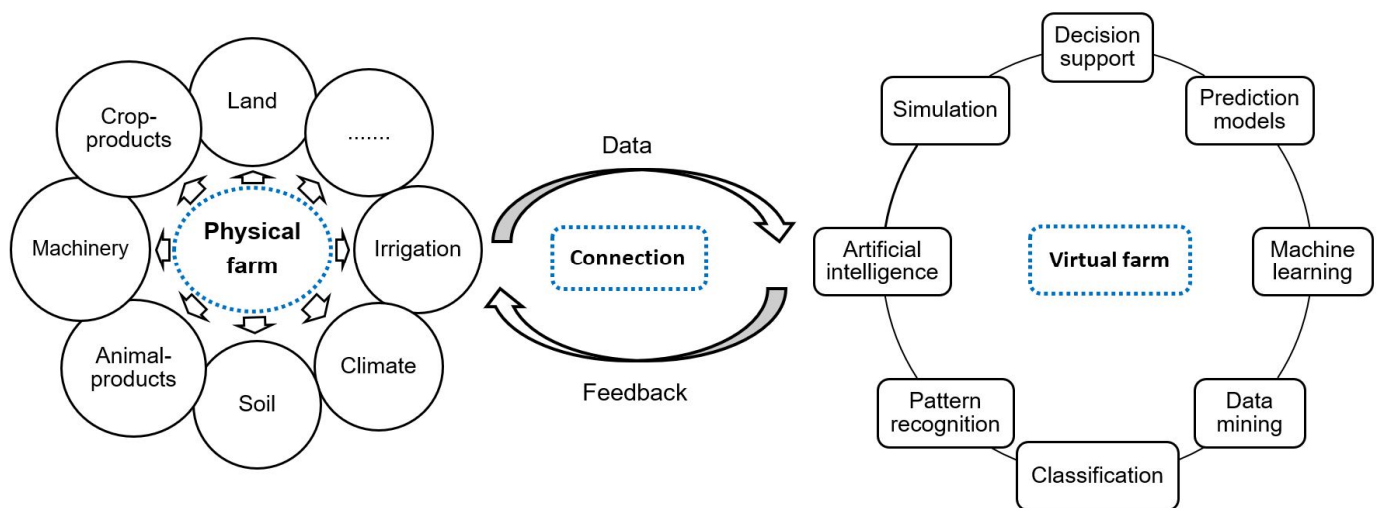 Land
.......
Crop-
products
Physical
farm
Machinery
Irrigation
Animal-
products
Climate
Soil
Data
Connection
Feedback
Decision
support
Simulation
Prediction
models
Artificial
intelligence
Virtual farm
Machine
learning
Pattern
recognition
Data
mining
Classification